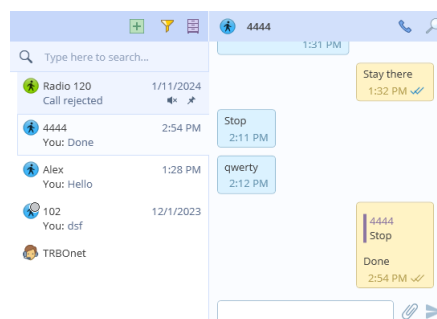 4444
Type here to search...
Radio 120 1/11/2024
Call rejected
4444 2:54 PM
You: Done
Alex 1:28 PM
You: Hello
102 12/1/2023
You: dsf
TRBOnet
1:31 PM
Stay there
1:32 PM
Stop
2:11 PM
qwerty
2:12 PM
4444
Stop
Done
2:54 PM